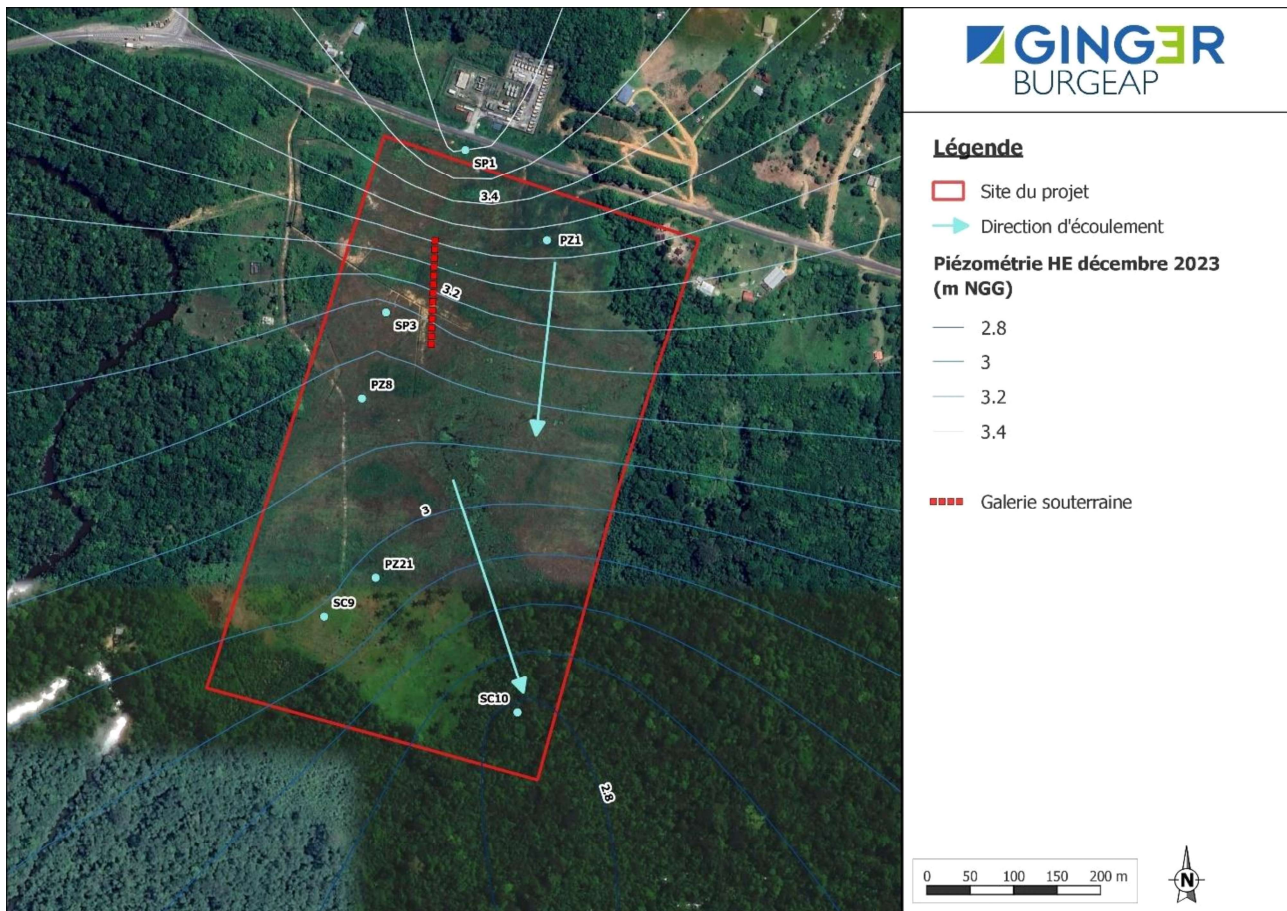 SP1
3.4
PZ1
3.2
SP3
PZ8
3
PZ21
SC9
SC10
2.8
GINGER
BURGEAP
Légende
Site du projet
Direction d'écoulement
Piézométrie HE décembre 2023
(m NGG)
2.8
3
3.2
3.4
Galerie souterraine
0 50 100 150 200 m
N